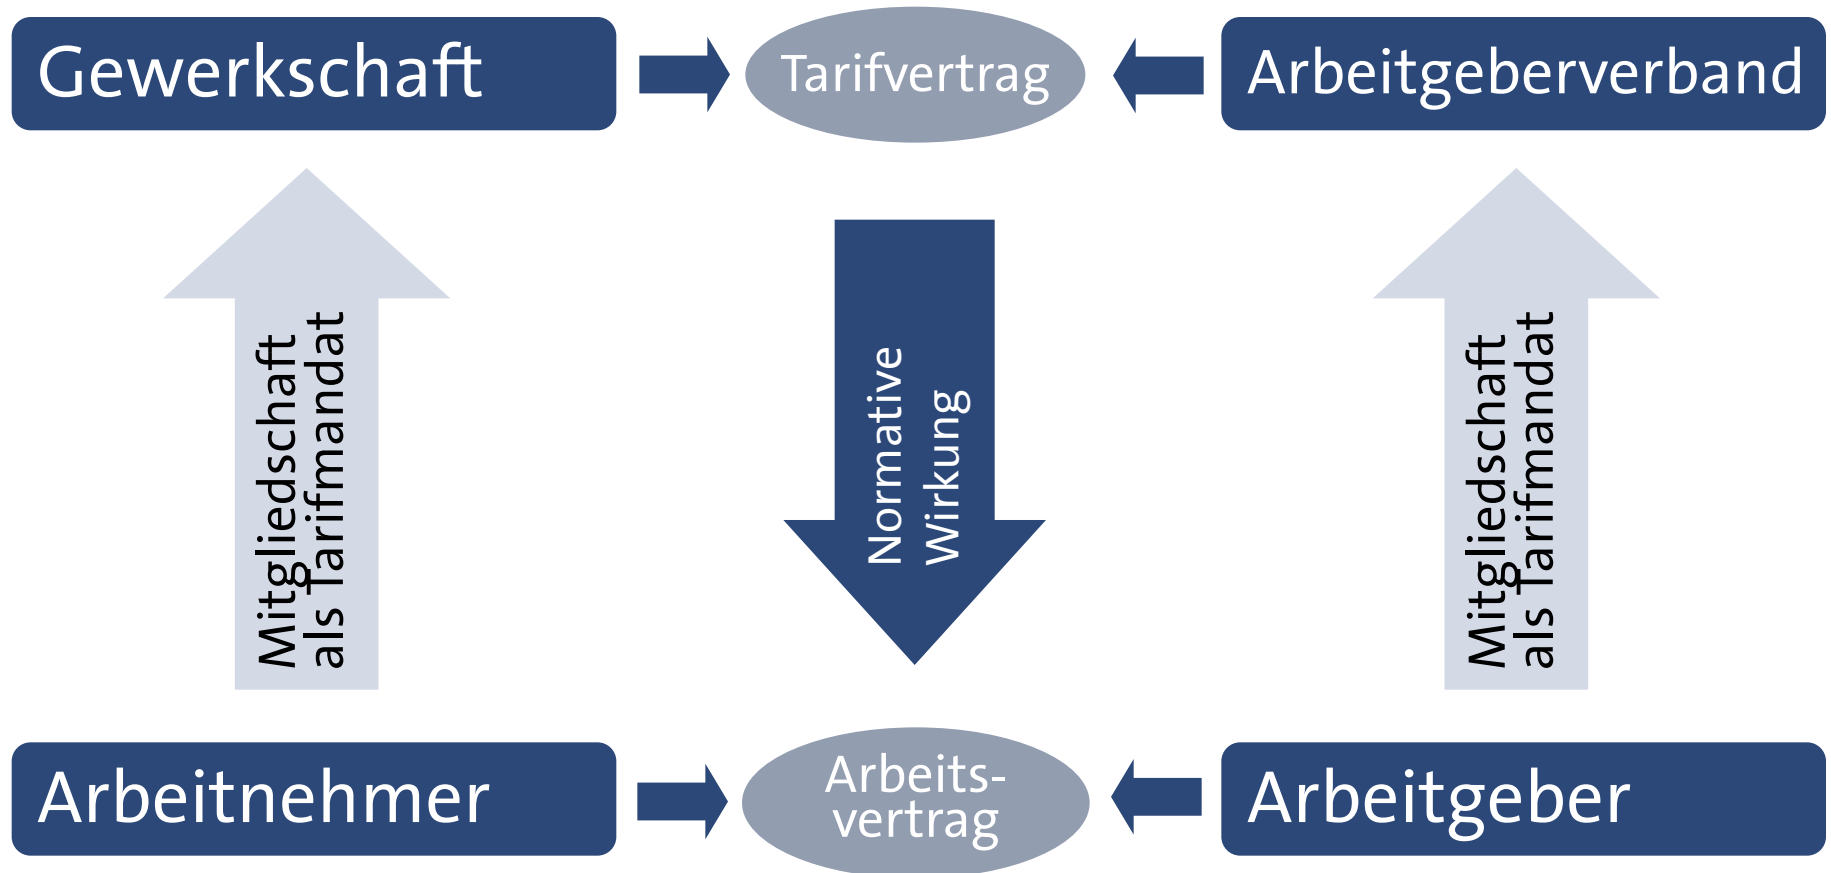 Gewerkschaft
Tarifvertrag
Arbeitgeberverband
Mitgliedschaft
als Tarifmandat
Normative
Wirkung
Mitgliedschaft
als Tarifmandat
Arbeitnehmer
Arbeits-
vertrag
Arbeitgeber